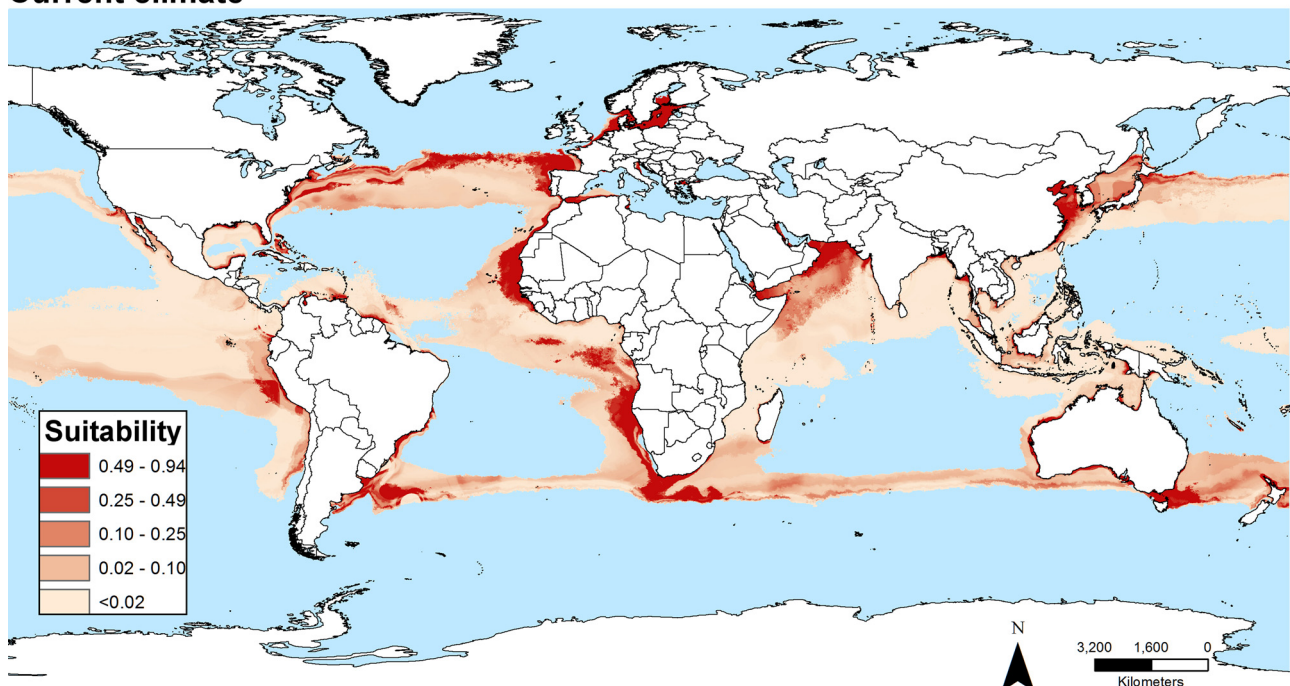 Current climate
Suitability
0.49 - 0.94
0.25 - 0.49
0.10 - 0.25
0.02 - 0.10
<0.02
N
3,200 1,600 0
Kilometers